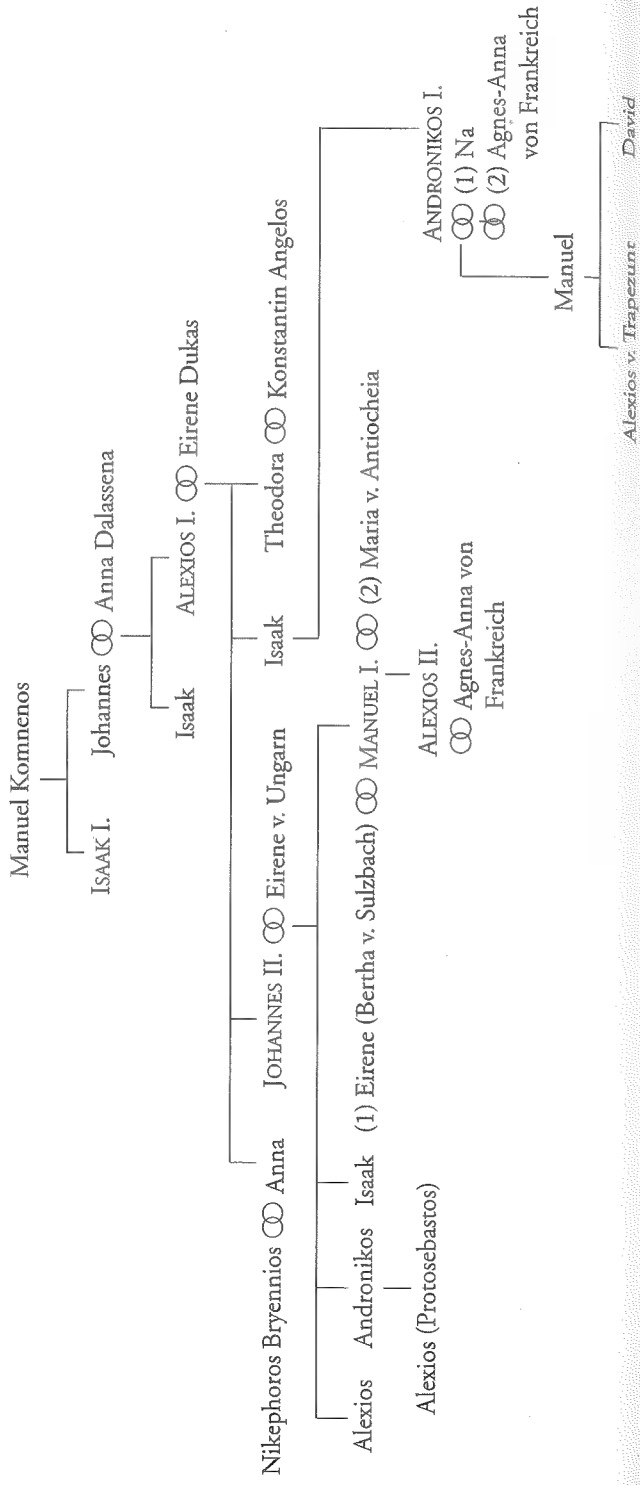 Manuel Komnenos
ISAAK I. Johannes ⚭ Anna Dalassena
Isaak ALEXIOS I. ⚭ Eirene Dukas
Nikephoros Bryennios ⚭ Anna JOHANNES II. ⚭ Eirene v. Ungarn Isaak Theodora ⚭ Konstantin Angelos
Alexios Andronikos Isaak (1) Eirene (Bertha v. Sulzbach) ⚭ MANUEL I. ⚭ (2) Maria v. Antiocheia
Alexios (Protosebastos)
ALEXIOS II.
⚭ Agnes-Anna von
Frankreich
ANDRONIKOS I.
⚭ (1) Na
⚭ (2) Agnes-Anna
von Frankreich
Manuel
Alexios v. Trapezunt David